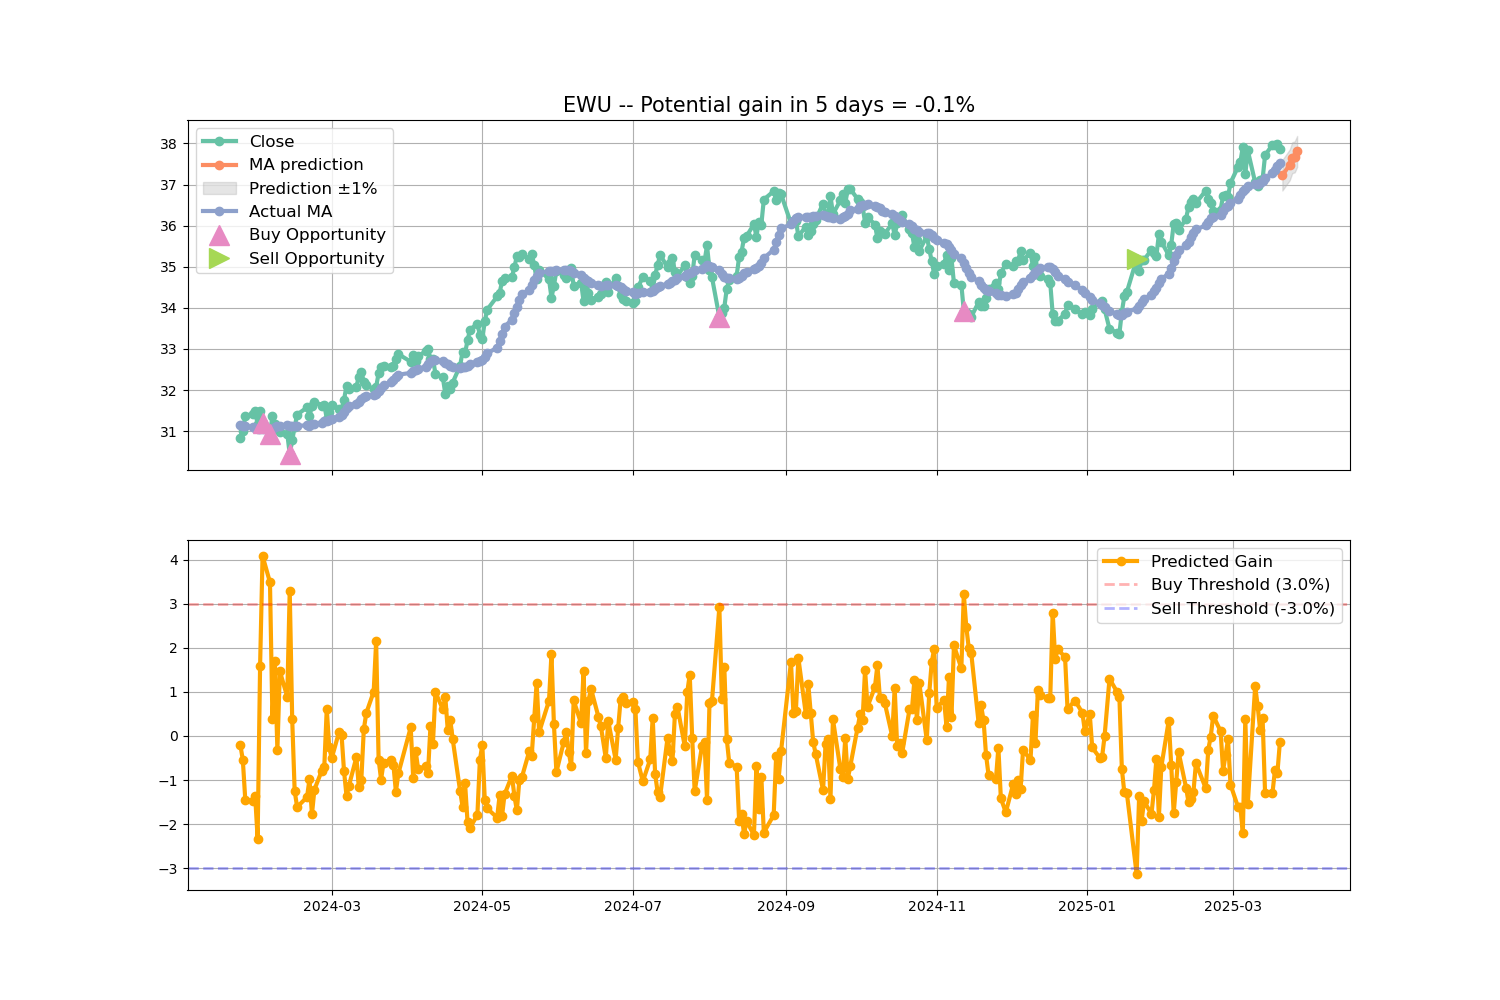 EWU -- Potential gain in 5 days = -0.1%
38
37
36
35
34
33
32
31
Close
MA prediction
Prediction ±1%
Actual MA
Buy Opportunity
Sell Opportunity
4
3
2
1
0
−1
−2
−3
Predicted Gain
Buy Threshold (3.0%)
Sell Threshold (-3.0%)
2024-03 2024-05 2024-07 2024-09 2024-11 2025-01 2025-03